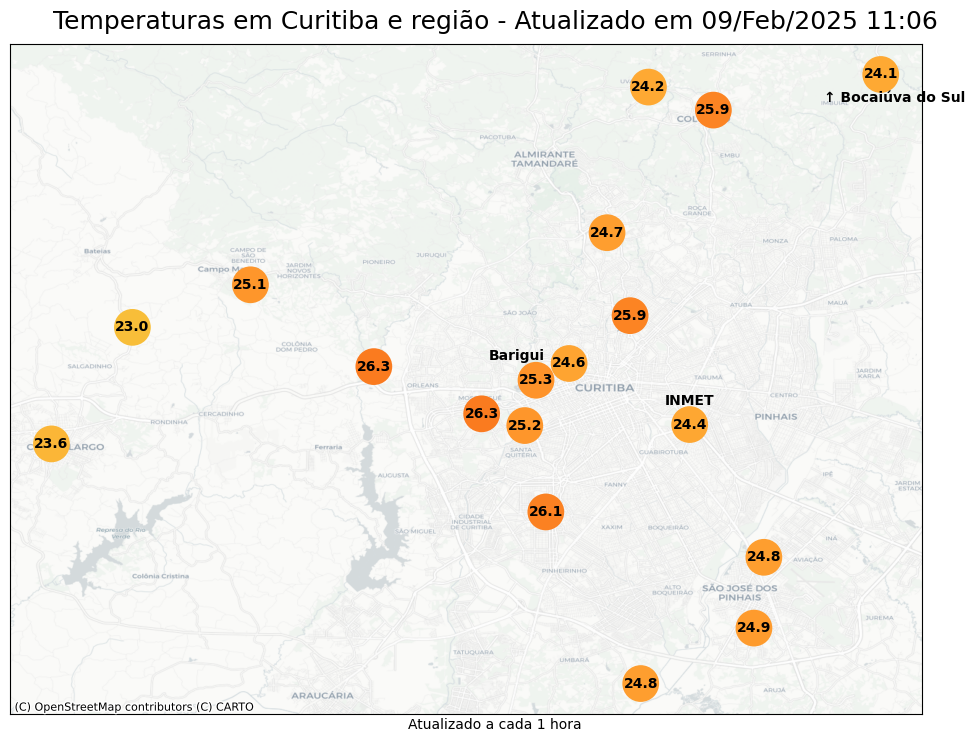 Temperaturas em Curitiba e região - Atualizado em 09/Feb/2025 11:06
SERRINHA
24.1
24.2
↑ Bocaiúva do Sul
25.9
PACOTUBA
ALMIRANTE
TAMANDARÉ
EMBU
ROÇA
GRANDE
24.7
MONZA
PALOMA
Bateias
CAMPO DE
SÃO
BENEDITO
JURUQUI
PIONEIRO
JARDIM
NOVOS
HORIZONTES
25.1
23.0
25.9
ATUBA
MAUÁ
SÃO JOÃO
COLÔNIA
DOM PEDRO
Barigui
24.6
SALGADINHO
26.3
25.3
ORLEANS
CURITIBA
TARUMÃ
JARDIM
KARLA
CENTRO
INMET
26.3
CERCADINHO
RONDINHA
PINHAIS
25.2
24.4
23.6
Ferraria
SANTA
QUITÉRIA
GUABIROTUBA
AUGUSTA
IPÊ
FANNY
JARDIM
ESTADO
26.1
CIDADE
INDUSTRIAL
DE CURITIBA
SÃO MIGUEL
XAXIM
BOQUEIRÃO
Represa do Rio
Verde
INÁ
24.8
AVIAÇÃO
Colônia Cristina
PINHEIRINHO
ALTO
BOQUEIRÃO
SÃO JOSÉ DOS
PINHAIS
JUREMA
24.9
TATUQUARA
UMBARÁ
24.8
ARAUCÁRIA
ARUJÁ
(C) OpenStreetMap contributors (C) CARTO
Atualizado a cada 1 hora